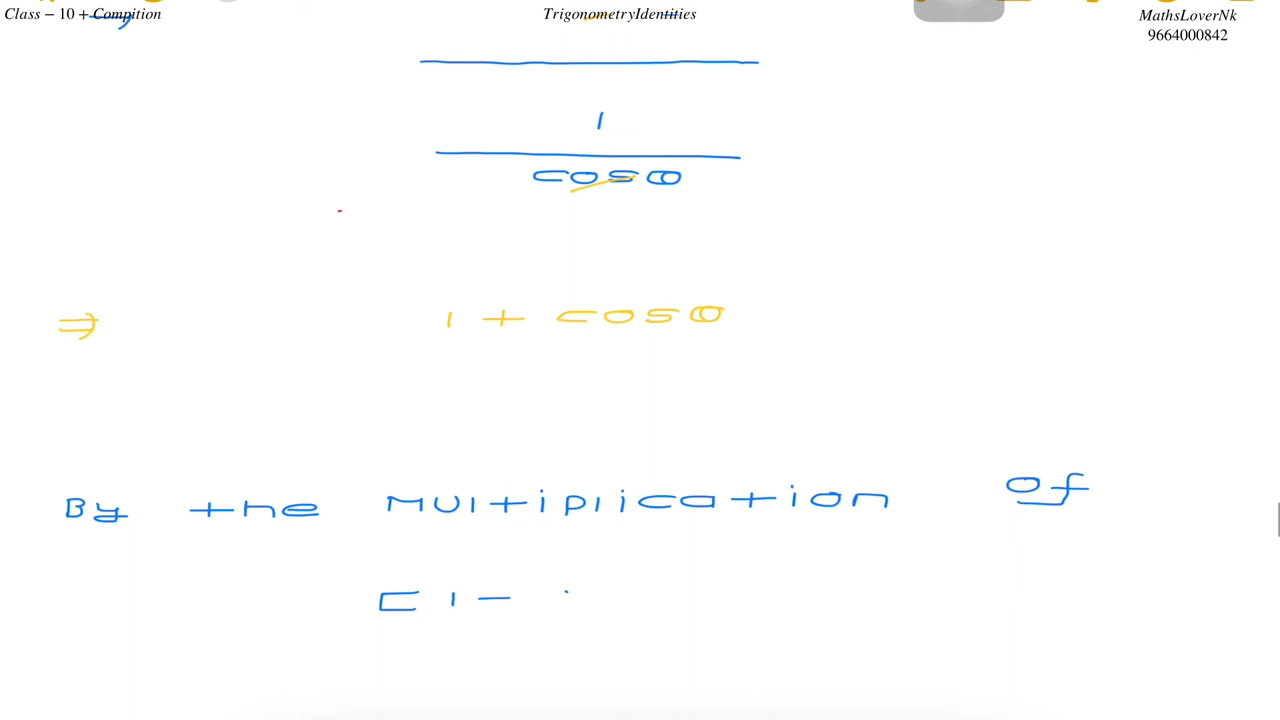 Class – 10 + Compition TrigonometryIdentities MathsLoverNk
9664000842
1
cosθ
⇒ 1 + cosθ
By the Multiplication of
[ 1 –